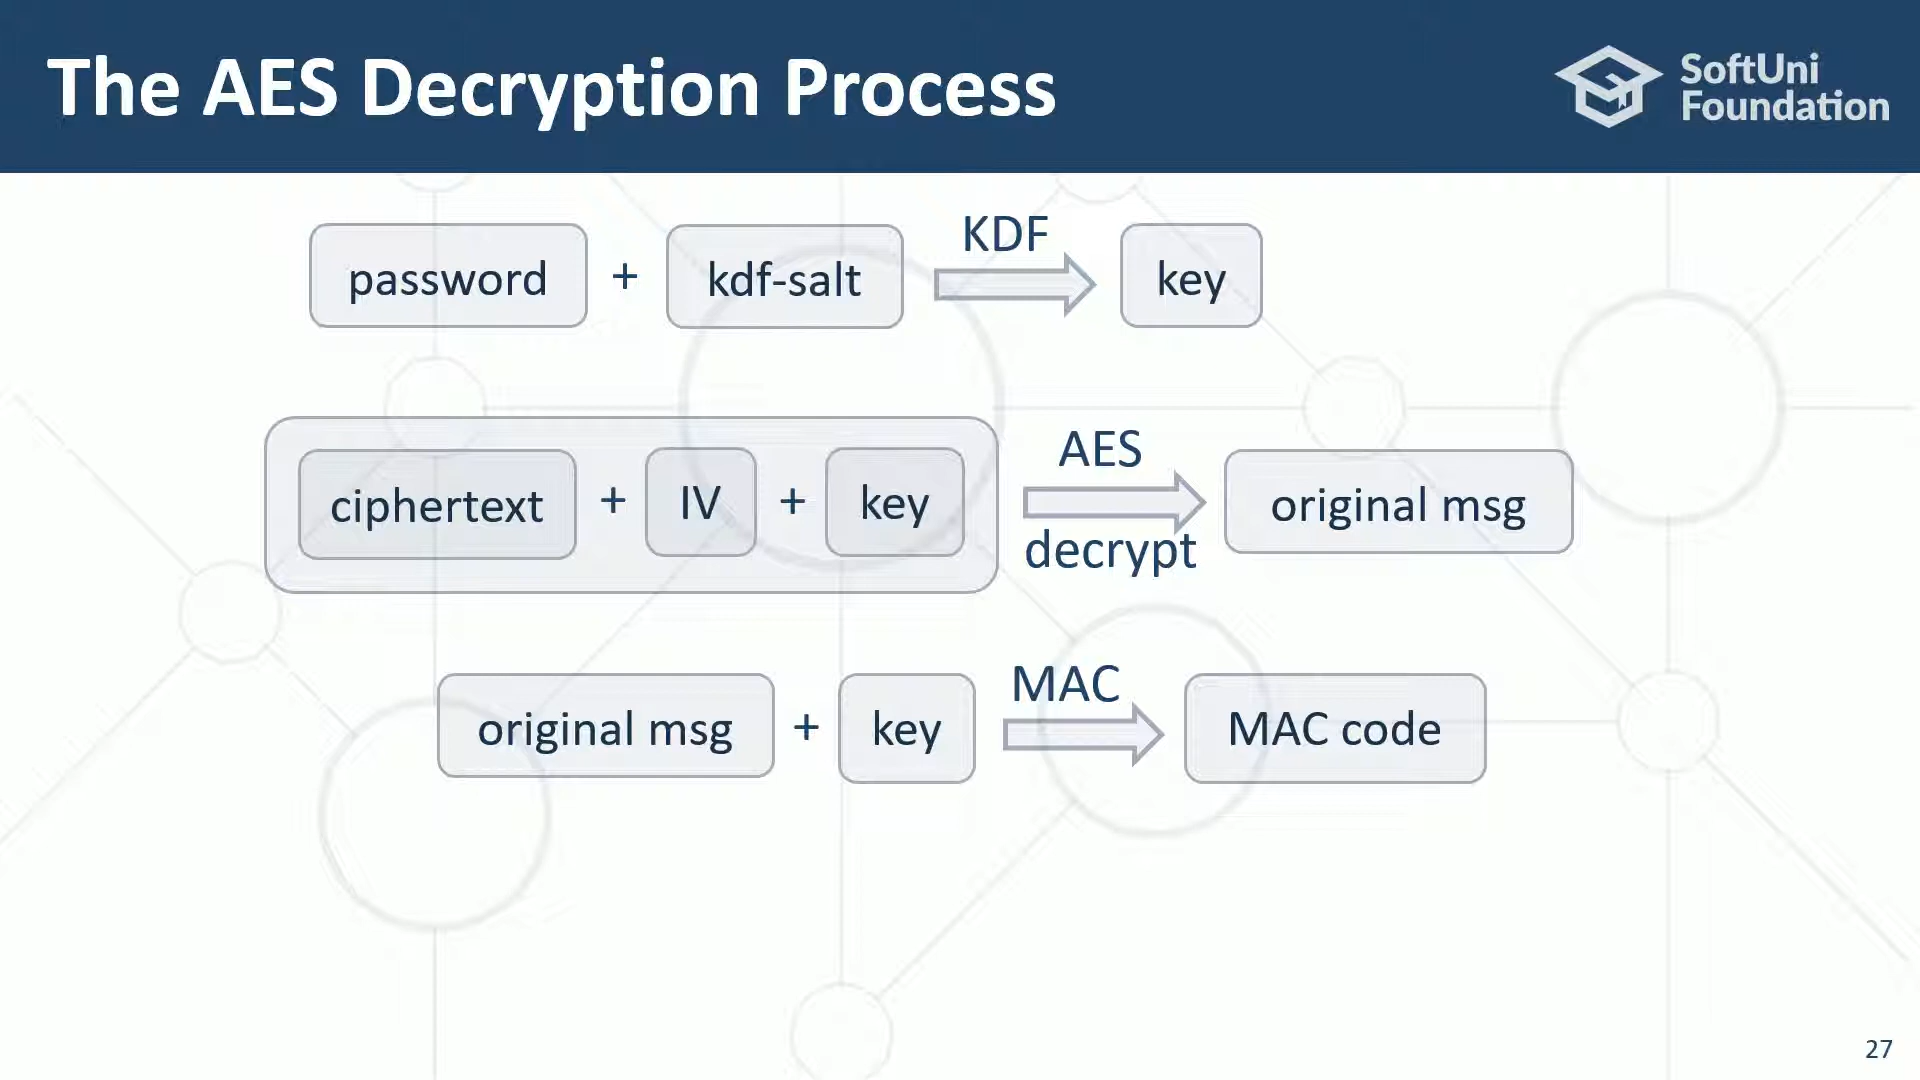 The AES Decryption Process
SoftUni
Foundation
KDF
password + kdf-salt key
AES
ciphertext + IV + key original msg
decrypt
MAC
original msg + key MAC code
27